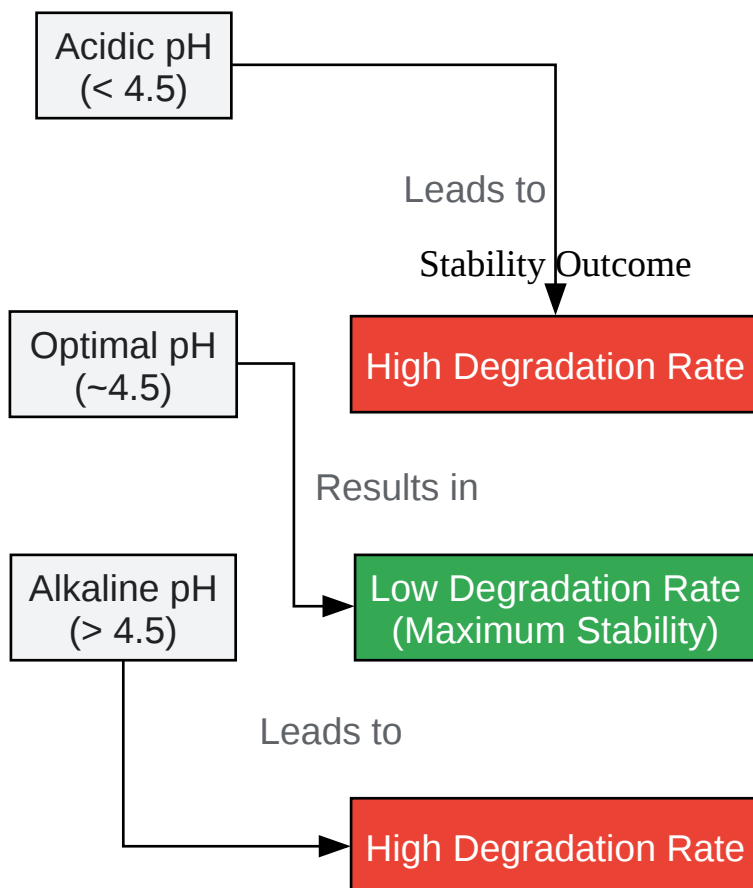 Acidic pH
(< 4.5)
Leads to
Stability Outcome
Optimal pH
(~4.5)
High Degradation Rate
Results in
Alkaline pH
(> 4.5)
Low Degradation Rate
(Maximum Stability)
Leads to
High Degradation Rate